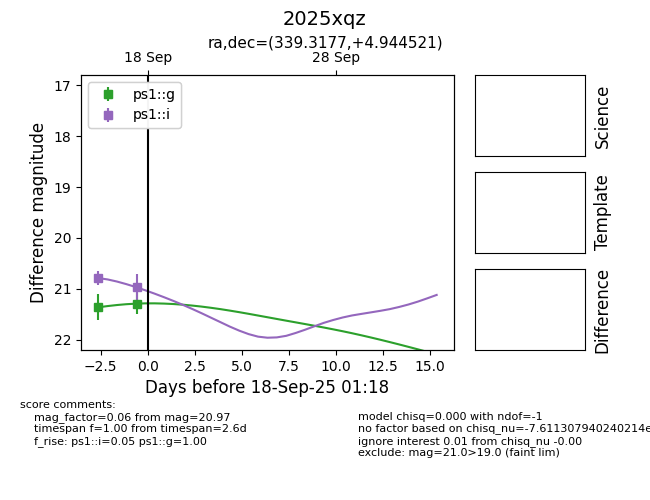 2025xqz
ra,dec=(339.3177,+4.944521)
18 Sep
28 Sep
ps1::g
ps1::i
17
18
19
20
21
22
Difference magnitude
−2.5
0.0
2.5
5.0
7.5
10.0
12.5
15.0
Days before 18-Sep-25 01:18
Science
Template
Difference
score comments:
mag_factor=0.06 from mag=20.97
timespan f=1.00 from timespan=2.6d
f_rise: ps1::i=0.05 ps1::g=1.00
model chisq=0.000 with ndof=-1
no factor based on chisq_nu=-7.611307940240214e
ignore interest 0.01 from chisq_nu -0.00
exclude: mag=21.0>19.0 (faint lim)